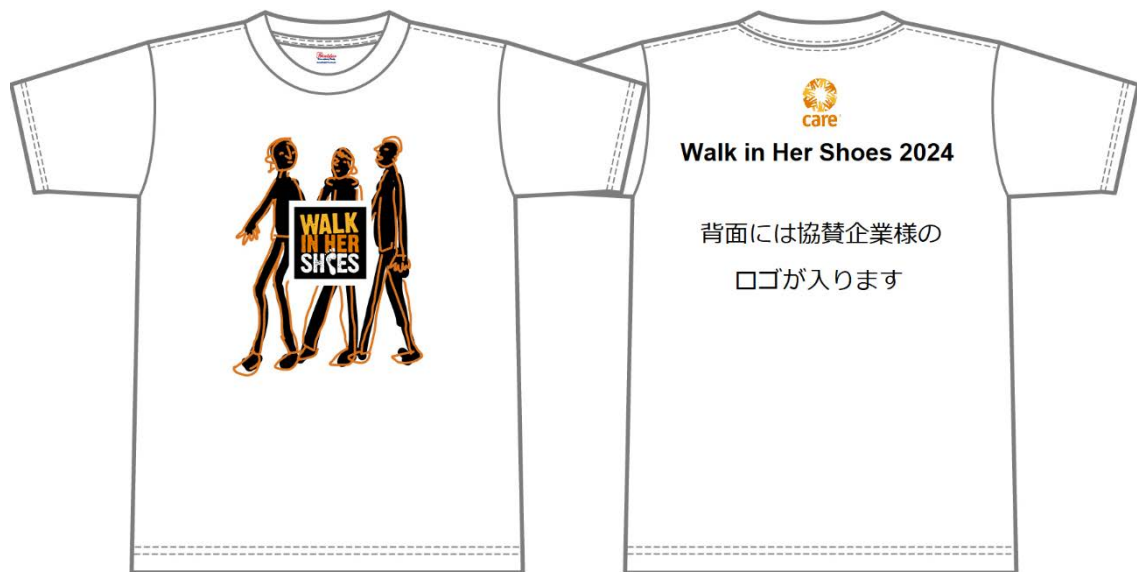 WALK
IN HER
SHOES
care
Walk in Her Shoes 2024
背面には協賛企業様の
ロゴが入ります